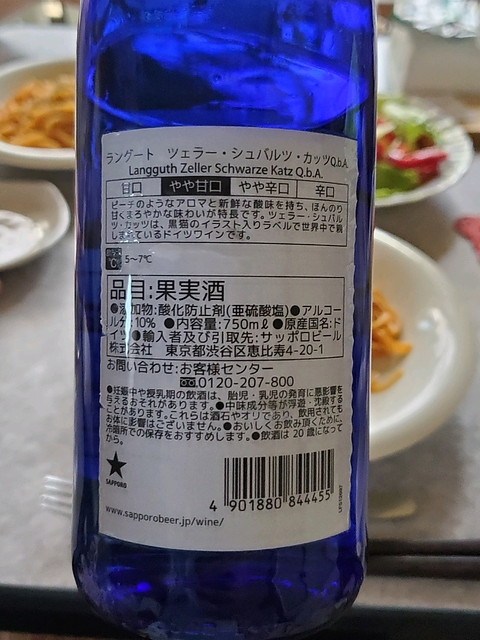 ラングート ツェラー・シュバルツ・カッツQ.b.A.
Langguth Zeller Schwarze Katz Q.b.A.
甘口 やや甘口 やや辛口 辛口
ピーチのようなアロマと新鮮な酸味を持ち、ほんのり
甘くまろやかな味わいが特長です。ツェラー・シュバル
ツ・カッツは、黒猫のイラスト入りラベルで世界中で親
しまれているドイツワインです。
5~7℃
品目:果実酒
●添加物:酸化防止剤(亜硫酸塩)●アルコー
ル分:10% ●内容量:750mℓ ●原産国名:ド
イツ ●輸入者及び引取先:サッポロビール
株式会社 東京都渋谷区恵比寿4-20-1
お問い合わせ:お客様センター
0120-207-800
●妊娠中や授乳期の飲酒は、胎児・乳児の発育に悪影響を
与えるおそれがあります。●中味成分等が浮遊・沈殿する
ことがあります。これらは酒石やオリであり、飲用されても
お体に影響はございません。●おいしくお飲み頂くために、
冷暗所での保存をおすすめします。●飲酒は20歳になって
から。
SAPPORO
4 901880 844455
www.sapporobeer.jp/wine/